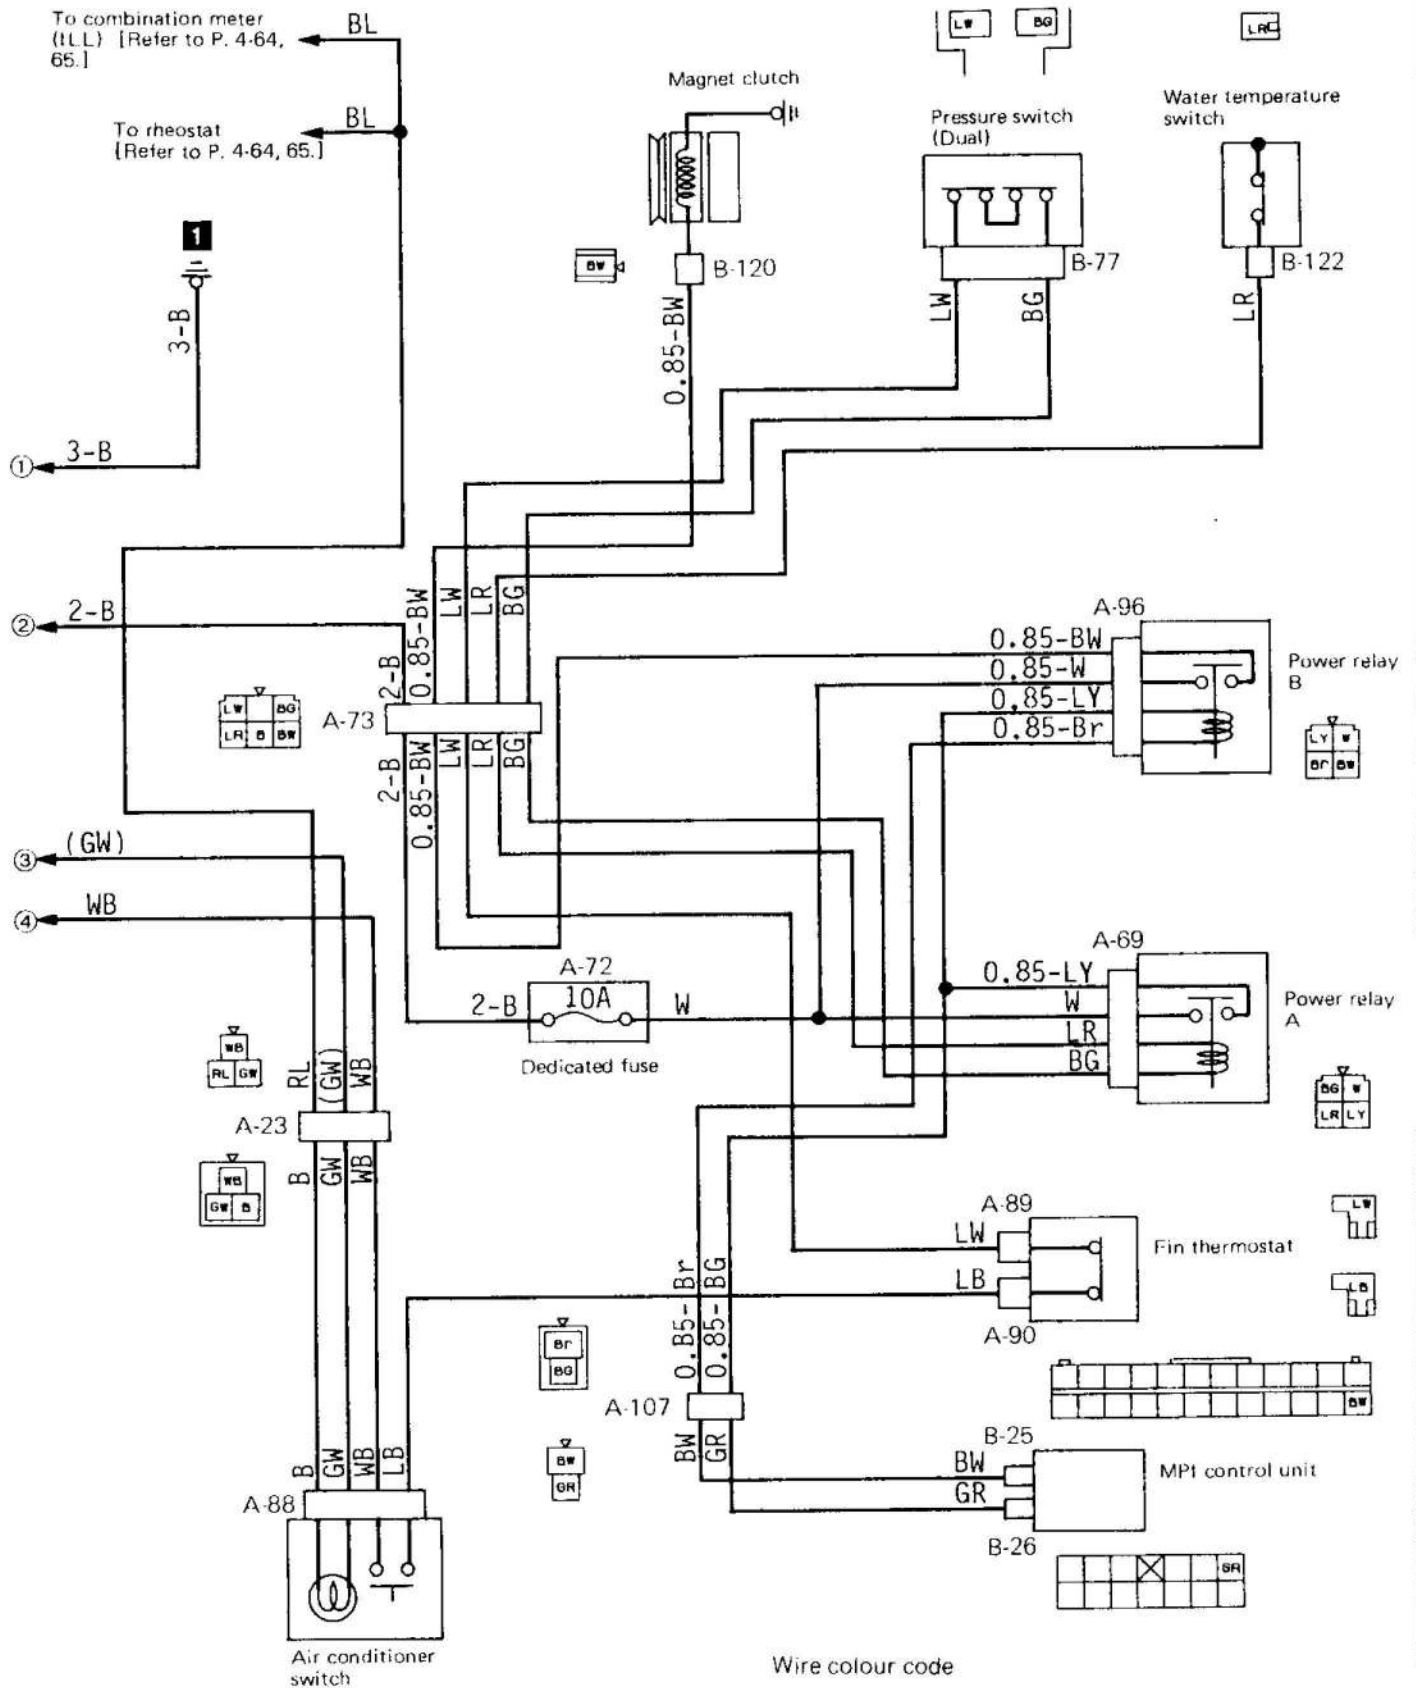 To combination meter
(ILL) [Refer to P. 4-64,
65.]
BL
To rheostat
[Refer to P. 4-64, 65.]
BL
1
3-B
① 3-B
Magnet clutch
BW
B-120
0.85-BW
LW
BG
Pressure switch
(Dual)
B-77
LW
BG
LR
Water temperature
switch
B-122
LR
② 2-B
2-B
0.85-BW
LW
LR
BG
LW BG
LR B BW
A-73
2-B
0.85-BW
LW
LR
BG
A-96
0.85-BW
0.85-W
0.85-LY
0.85-Br
Power relay
B
LY W
Br BW
③ (GW)
④ WB
A-72
2-B
10A
W
Dedicated fuse
A-69
0.85-LY
W
LR
BG
Power relay
A
BG W
LR LY
WB
RL GW
RL
(GW)
WB
A-23
B
GW
WB
WB
GW B
A-89
LW
LB
A-90
Fin thermostat
LW
LB
0.B5-Br
0.85-BG
Br
BG
A-107
BW
GR
BW
GR
BW
B-25
BW
GR
B-26
MPI control unit
GR
B
GW
WB
LB
A-88
Air conditioner
switch
Wire colour code